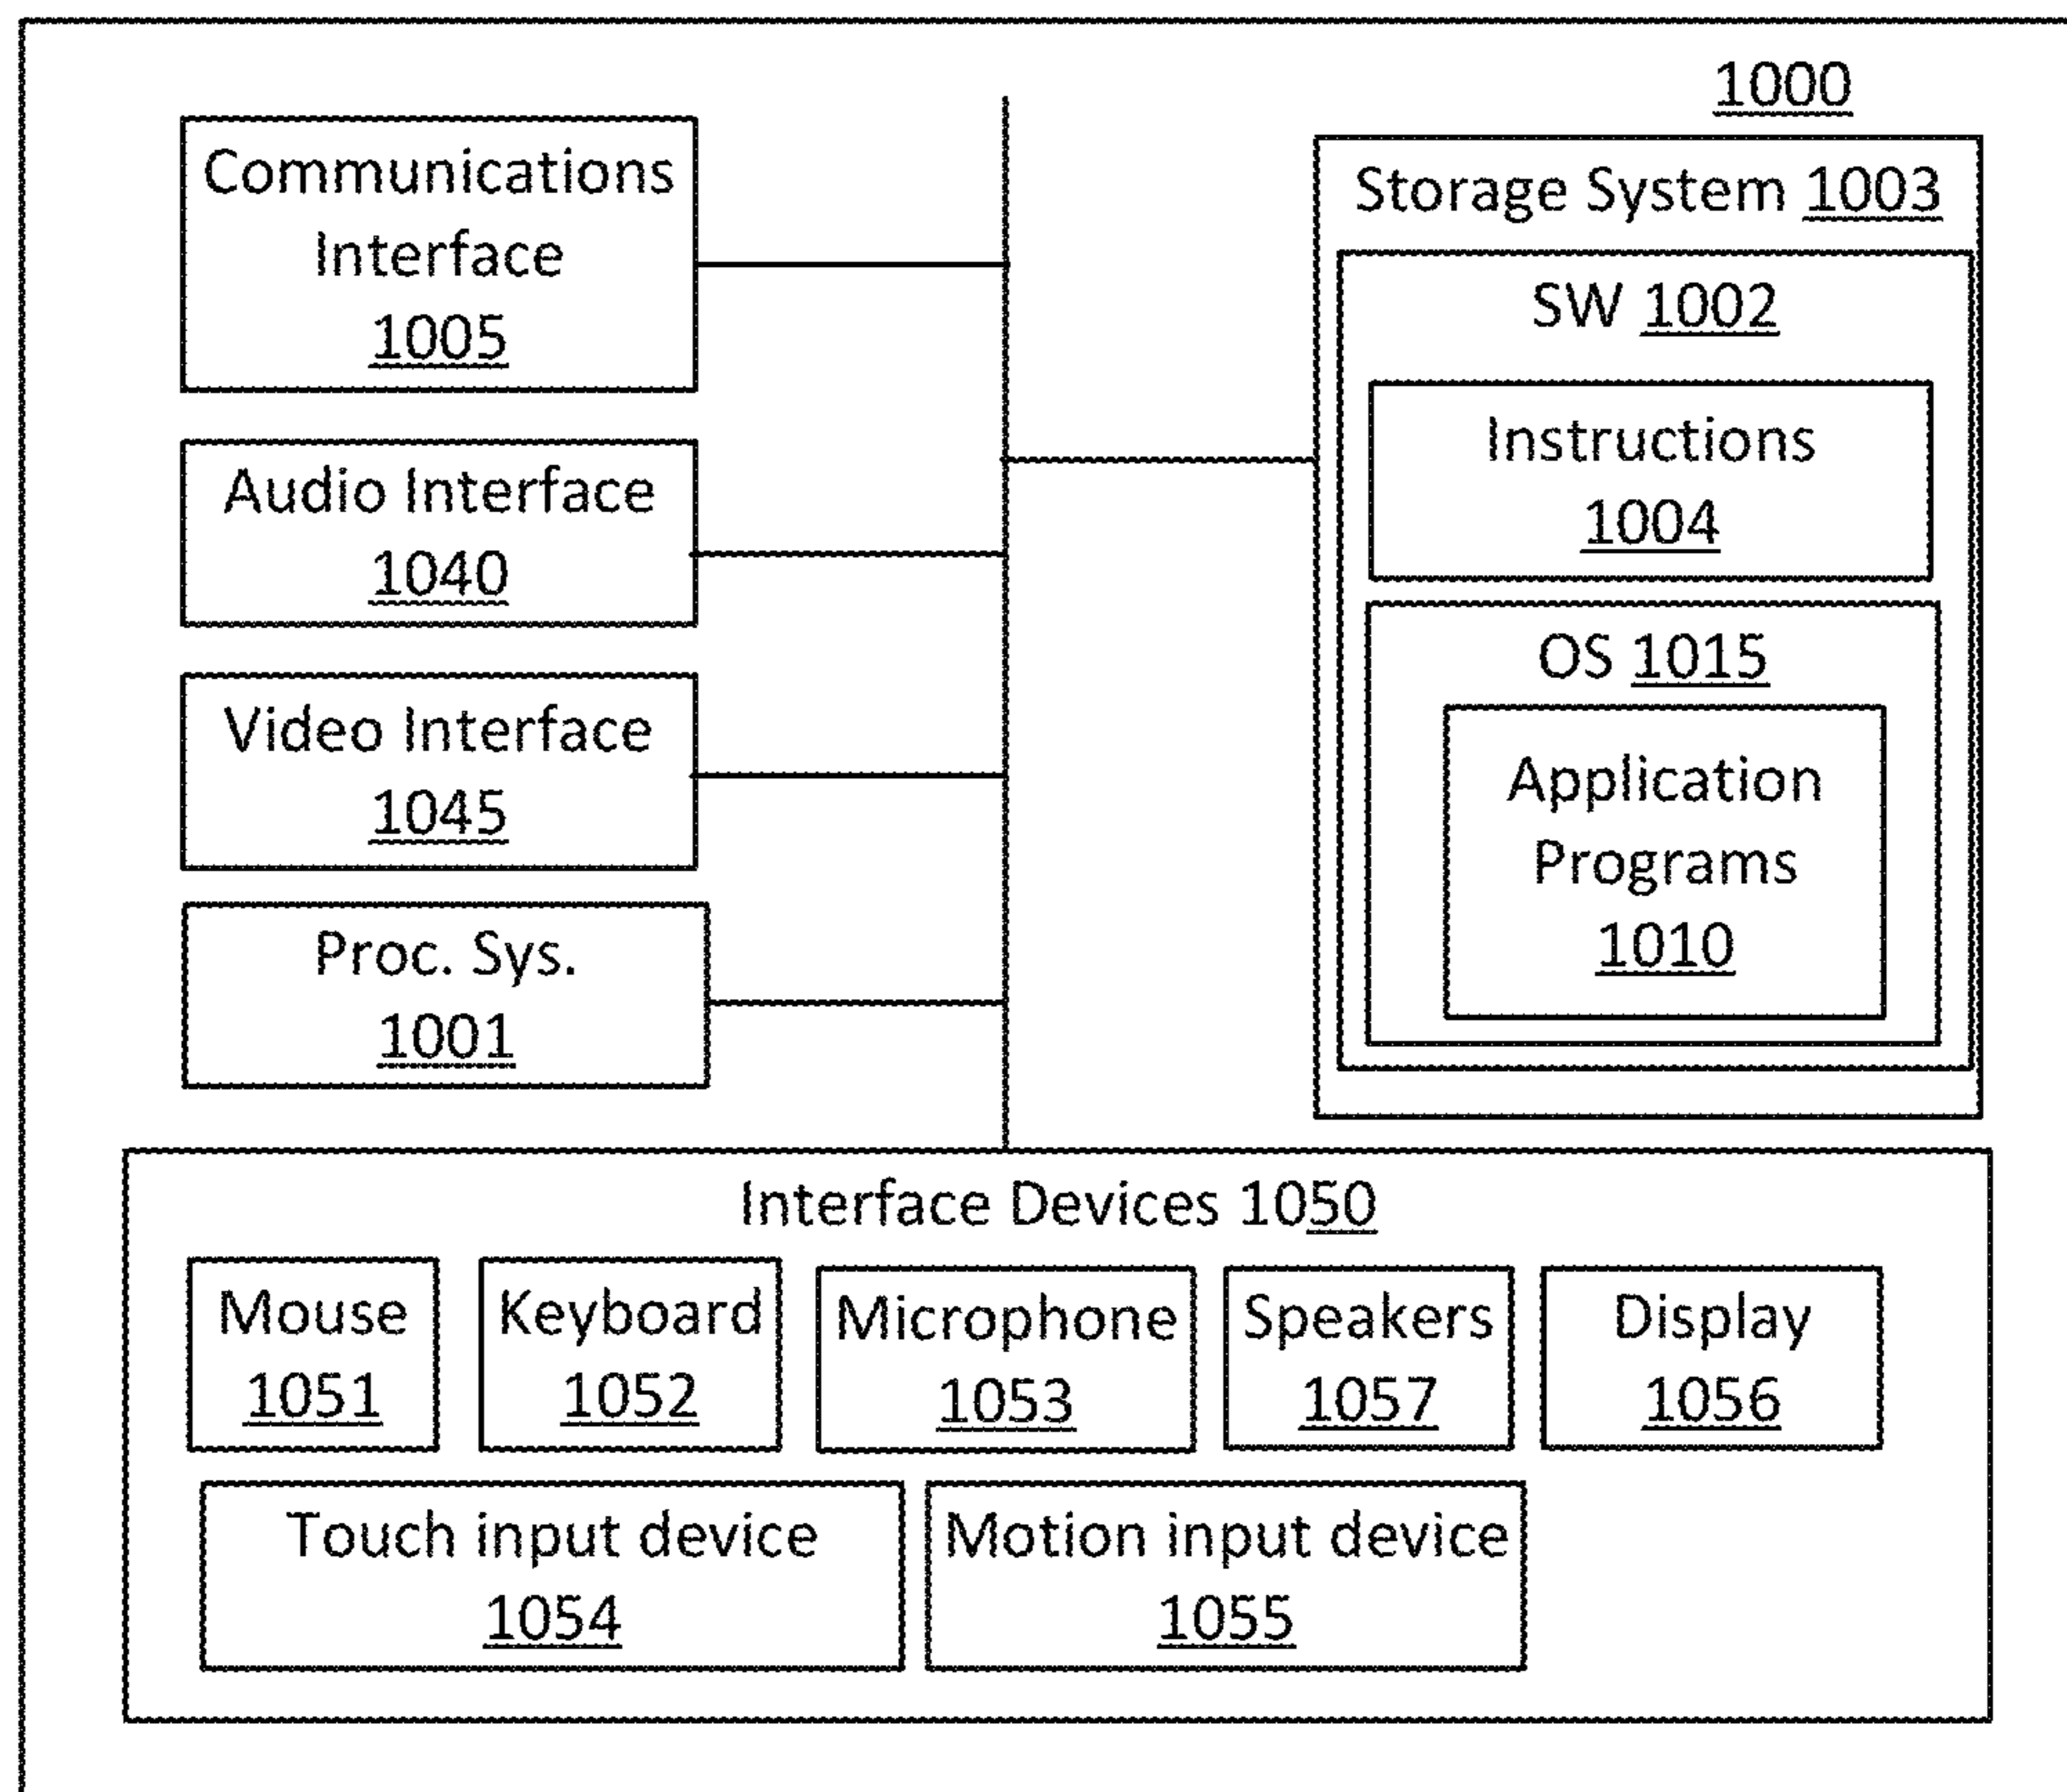 1000
Communications
Interface
1005
Audio Interface
1040
Video Interface
1045
Proc. Sys.
1001
Storage System 1003
SW 1002
Instructions
1004
OS 1015
Application
Programs
1010
Interface Devices 1050
Mouse
1051
Keyboard
1052
Microphone
1053
Speakers
1057
Display
1056
Touch input device
1054
Motion input device
1055